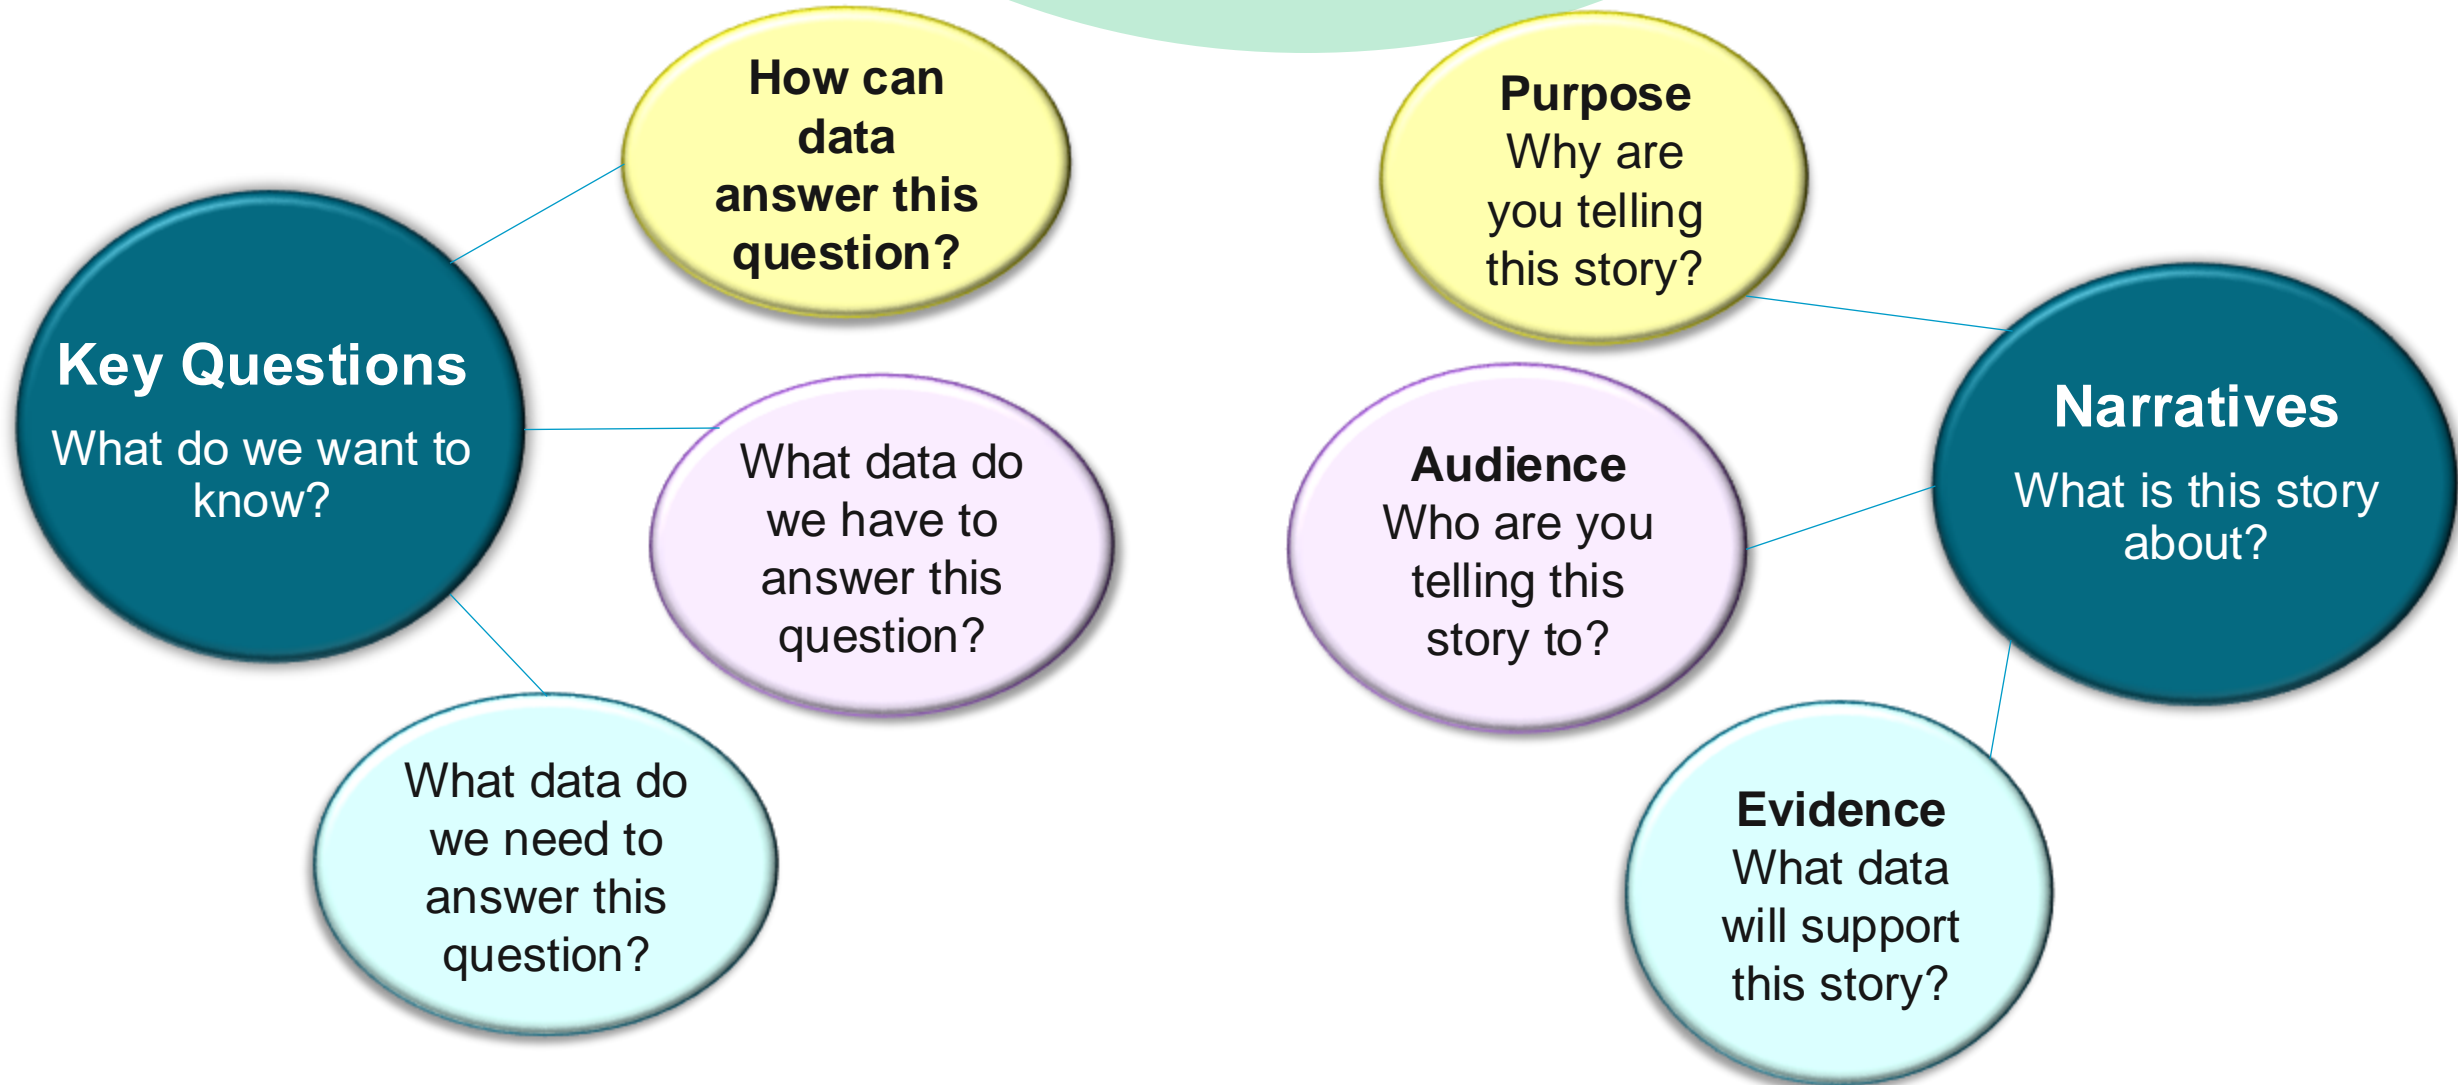 Key Questions
What do we want to
know?
How can
data
answer this
question?
What data do
we have to
answer this
question?
What data do
we need to
answer this
question?
Purpose
Why are
you telling
this story?
Audience
Who are you
telling this
story to?
Evidence
What data
will support
this story?
Narratives
What is this story
about?